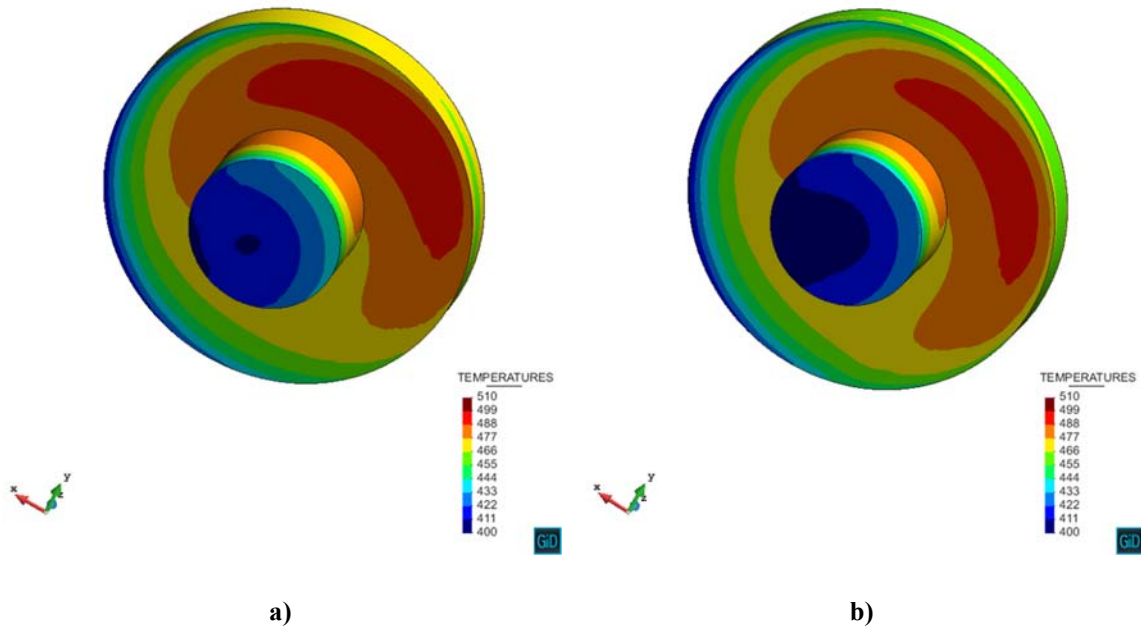 TEMPERATURES
510
499
488
477
466
455
444
433
422
411
400
x
y
z
GiD
a)
TEMPERATURES
510
499
488
477
466
455
444
433
422
411
400
x
y
z
GiD
b)